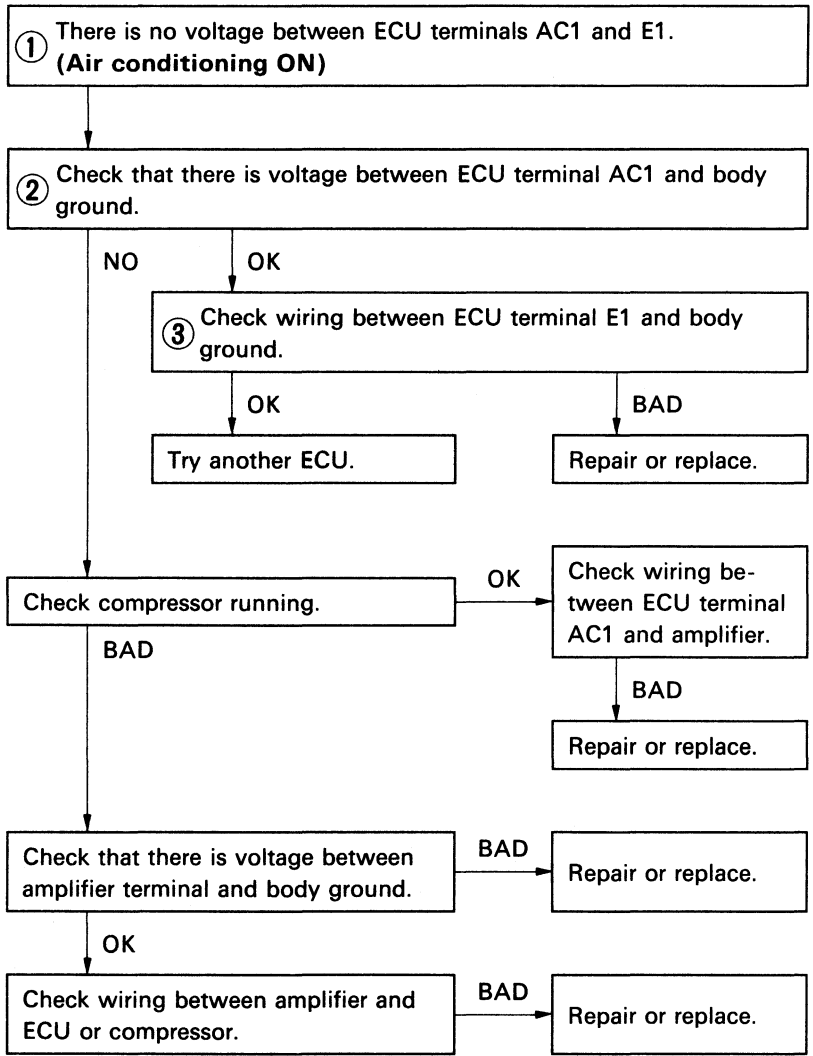 ① There is no voltage between ECU terminals AC1 and E1.
(Air conditioning ON)
② Check that there is voltage between ECU terminal AC1 and body
ground.
NO
OK
③ Check wiring between ECU terminal E1 and body
ground.
OK
BAD
Try another ECU.
Repair or replace.
Check compressor running.
OK
Check wiring be-
tween ECU terminal
AC1 and amplifier.
BAD
BAD
Repair or replace.
Check that there is voltage between
amplifier terminal and body ground.
BAD
Repair or replace.
OK
Check wiring between amplifier and
ECU or compressor.
BAD
Repair or replace.